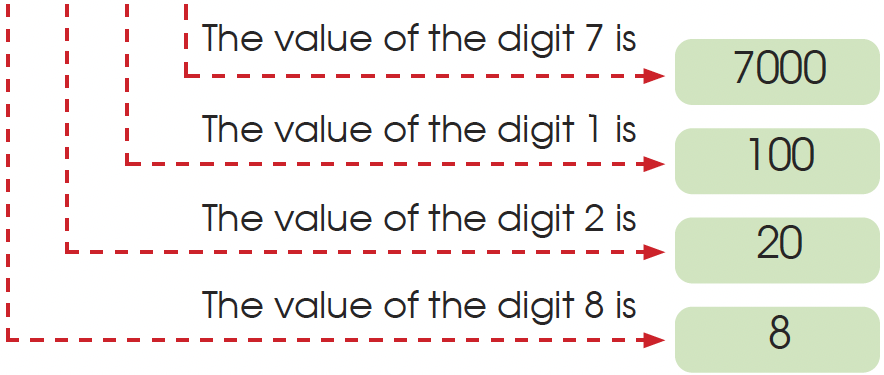 The value of the digit 7 is
7000
The value of the digit 1 is
100
The value of the digit 2 is
20
The value of the digit 8 is
8